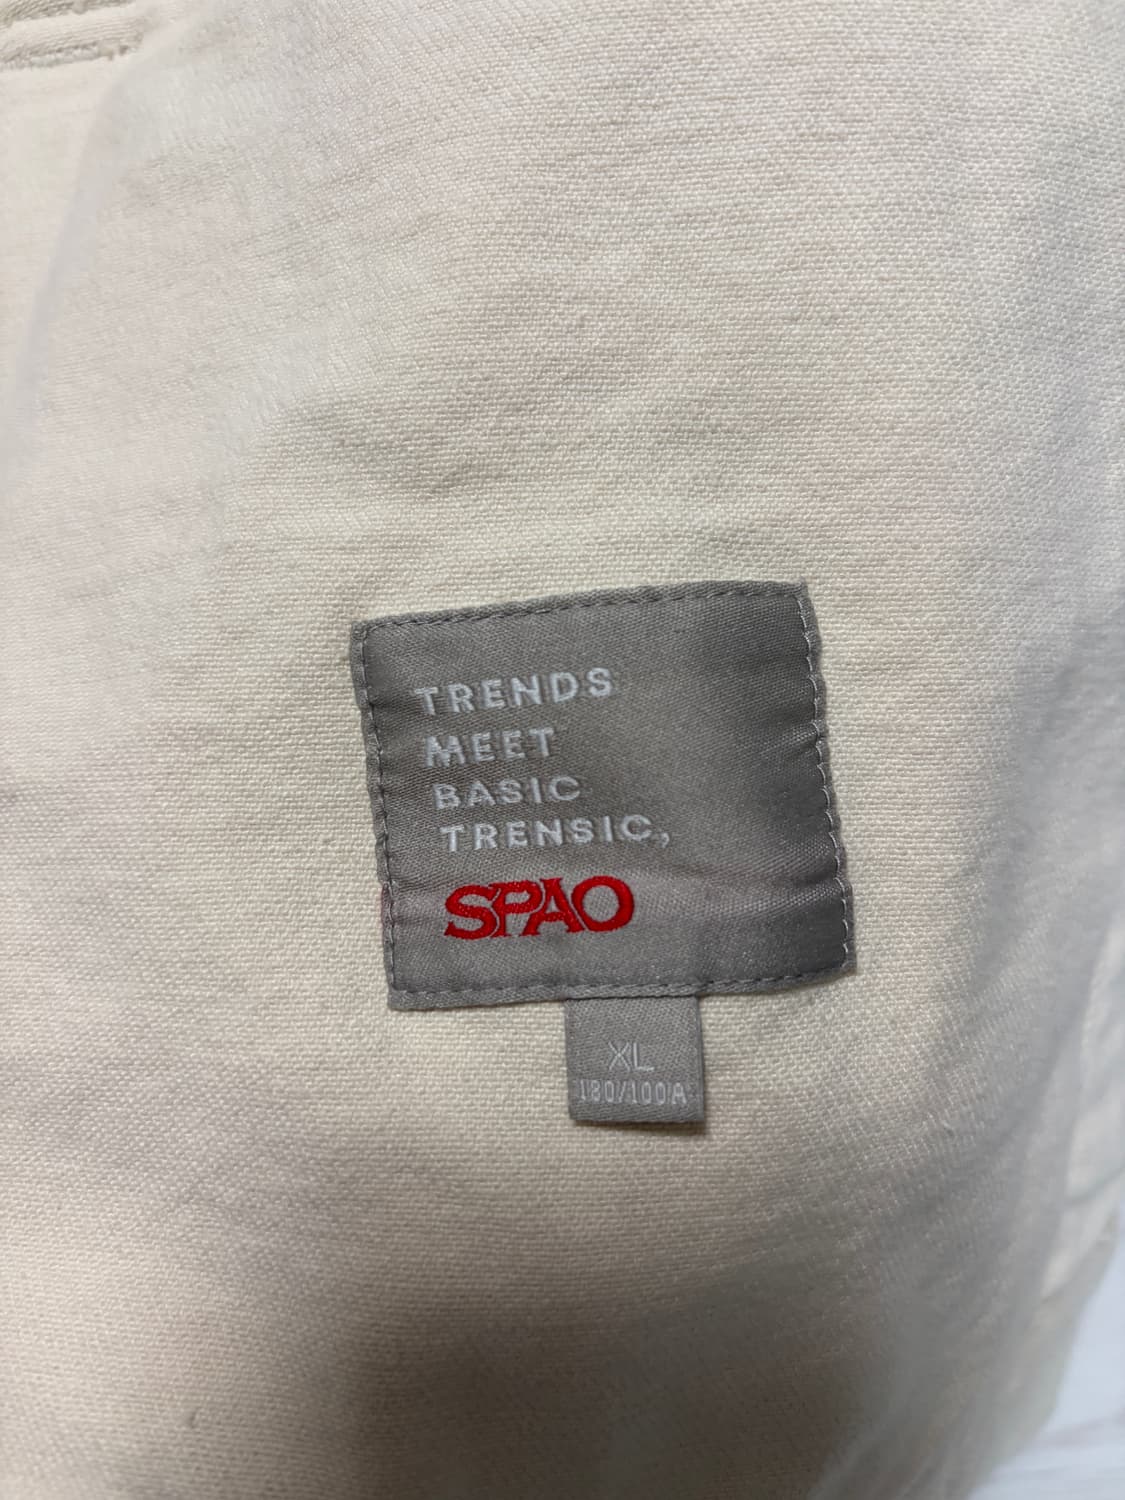 TRENDS
MEET
BASIC
TRENSIC,
SPAO
XL
180/100A